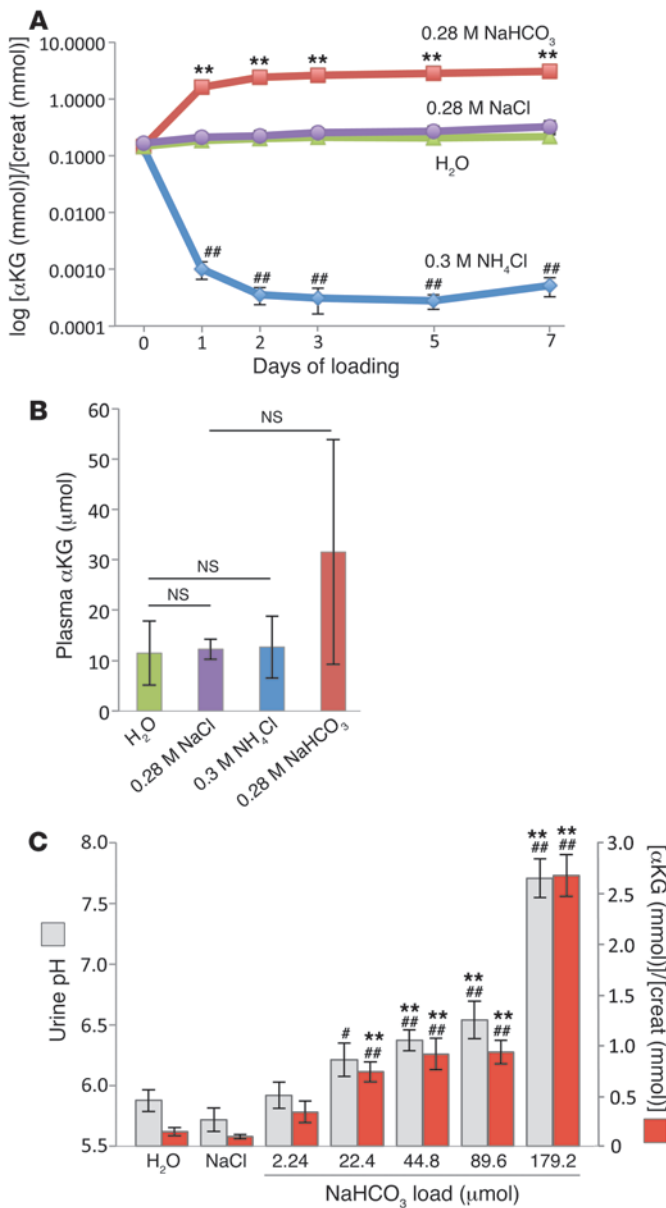 A
log [αKG (mmol)]/[creat (mmol)]
10.0000
1.0000
0.1000
0.0100
0.0010
0.0001
0.28 M NaHCO₃
** ** ** ** **
0.28 M NaCl
H₂O
0.3 M NH₄Cl
## ## ## ## ##
0 1 2 3 5 7
Days of loading
B
Plasma αKG (μmol)
60
50
40
30
20
10
0
NS
NS
NS
H₂O
0.28 M NaCl
0.3 M NH₄Cl
0.28 M NaHCO₃
C
Urine pH
8.0
7.5
7.0
6.5
6.0
5.5
[αKG (mmol)]/[creat (mmol)]
3.0
2.5
2.0
1.5
1.0
0.5
0
# **
##
** **
## ##
** **
## ##
** **
## ##
H₂O NaCl 2.24 22.4 44.8 89.6 179.2
NaHCO₃ load (μmol)